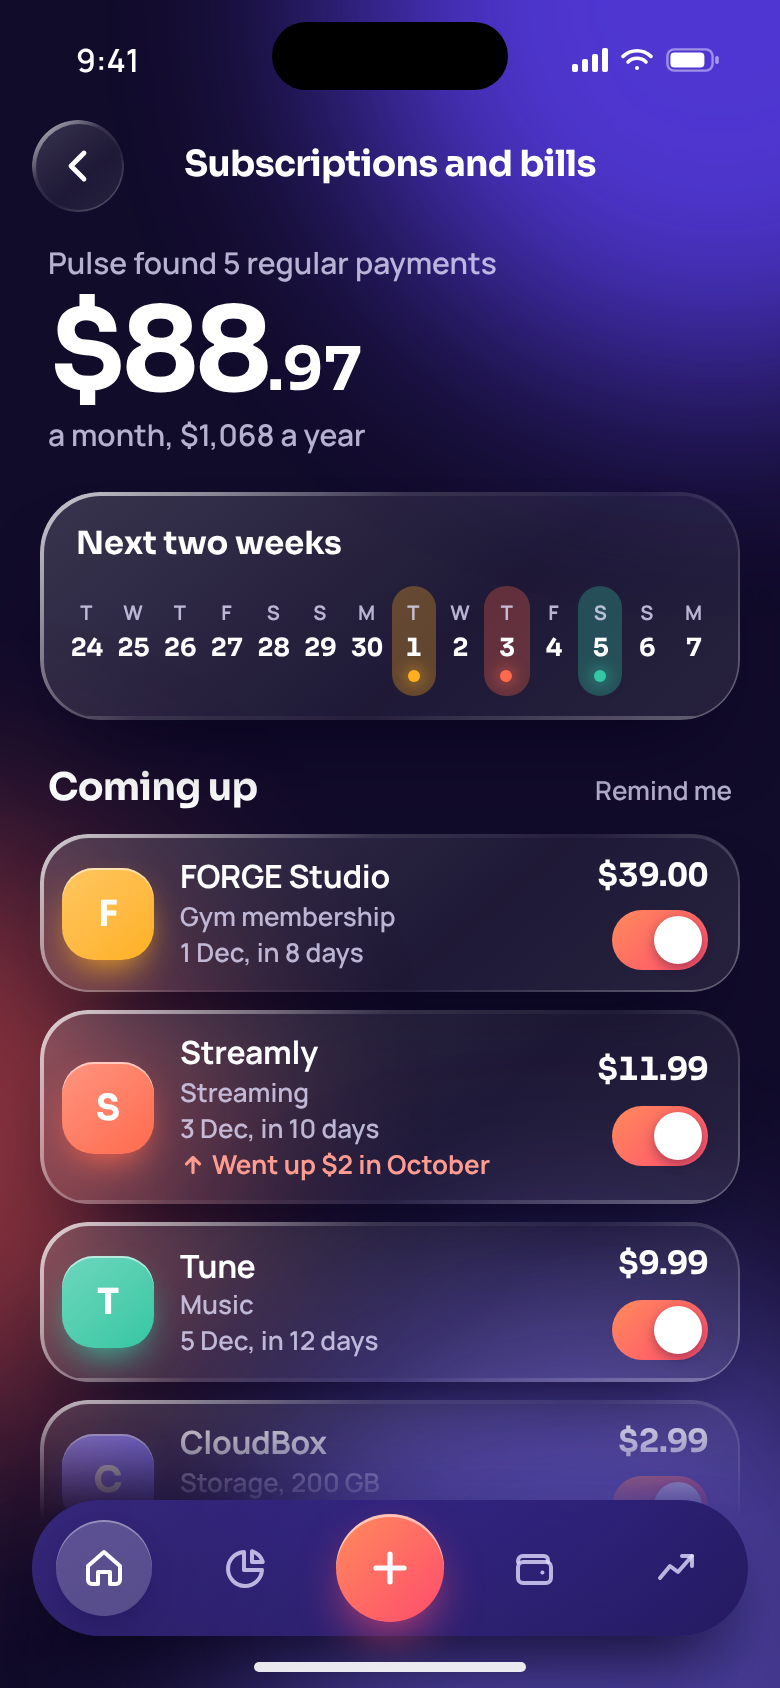 9:41
Subscriptions and bills
Pulse found 5 regular payments
$88.97
a month, $1,068 a year
Next two weeks
T W T F S S M T W T F S S M
24 25 26 27 28 29 30 1 2 3 4 5 6 7
Coming up
Remind me
F
FORGE Studio
$39.00
Gym membership
1 Dec, in 8 days
S
Streamly
$11.99
Streaming
3 Dec, in 10 days
↑ Went up $2 in October
T
Tune
$9.99
Music
5 Dec, in 12 days
C
CloudBox
$2.99
Storage, 200 GB